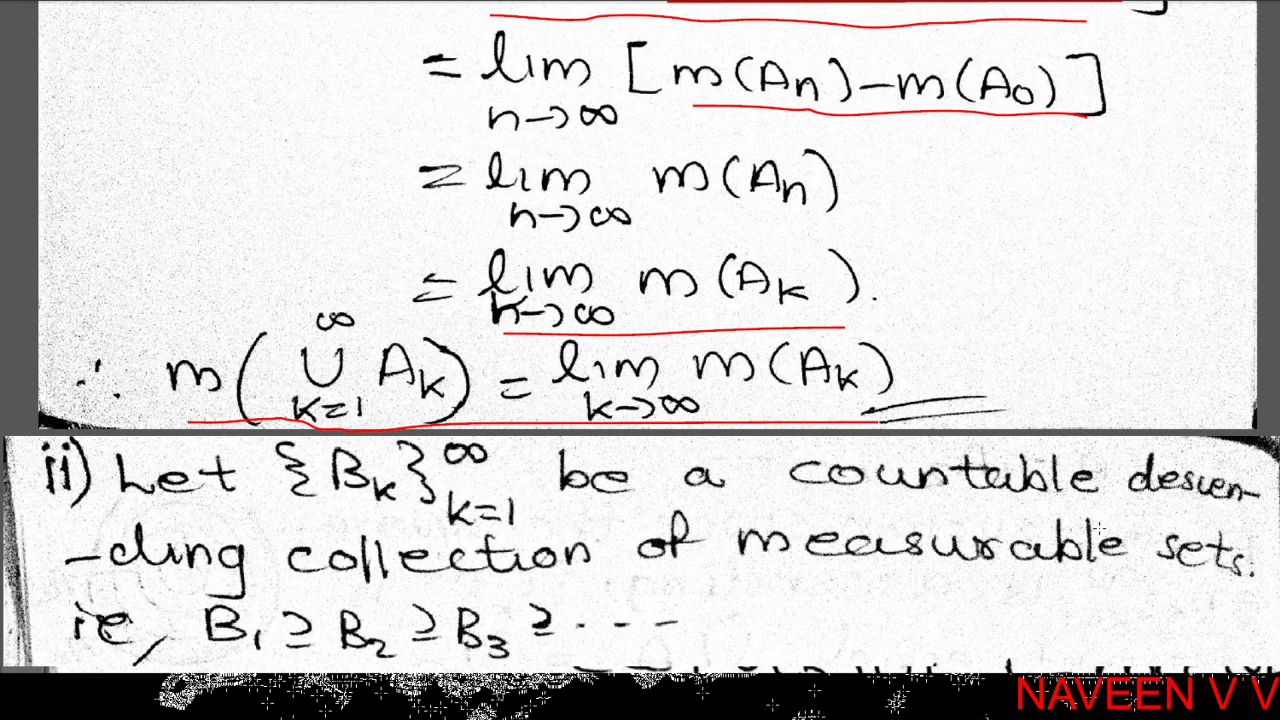 = lim [m(An) - m(A0)]
n→∞
= lim m(An)
n→∞
= lim m(Ak).
n→∞
∴ m(∞∪k=1 Ak) = lim k→∞ m(Ak)
ii) Let {Bk}∞k=1 be a countable descen-
-ding collection of measurable sets.
ie, B1 ⊇ B2 ⊇ B3 ⊇ . - - -
NAVEEN V V